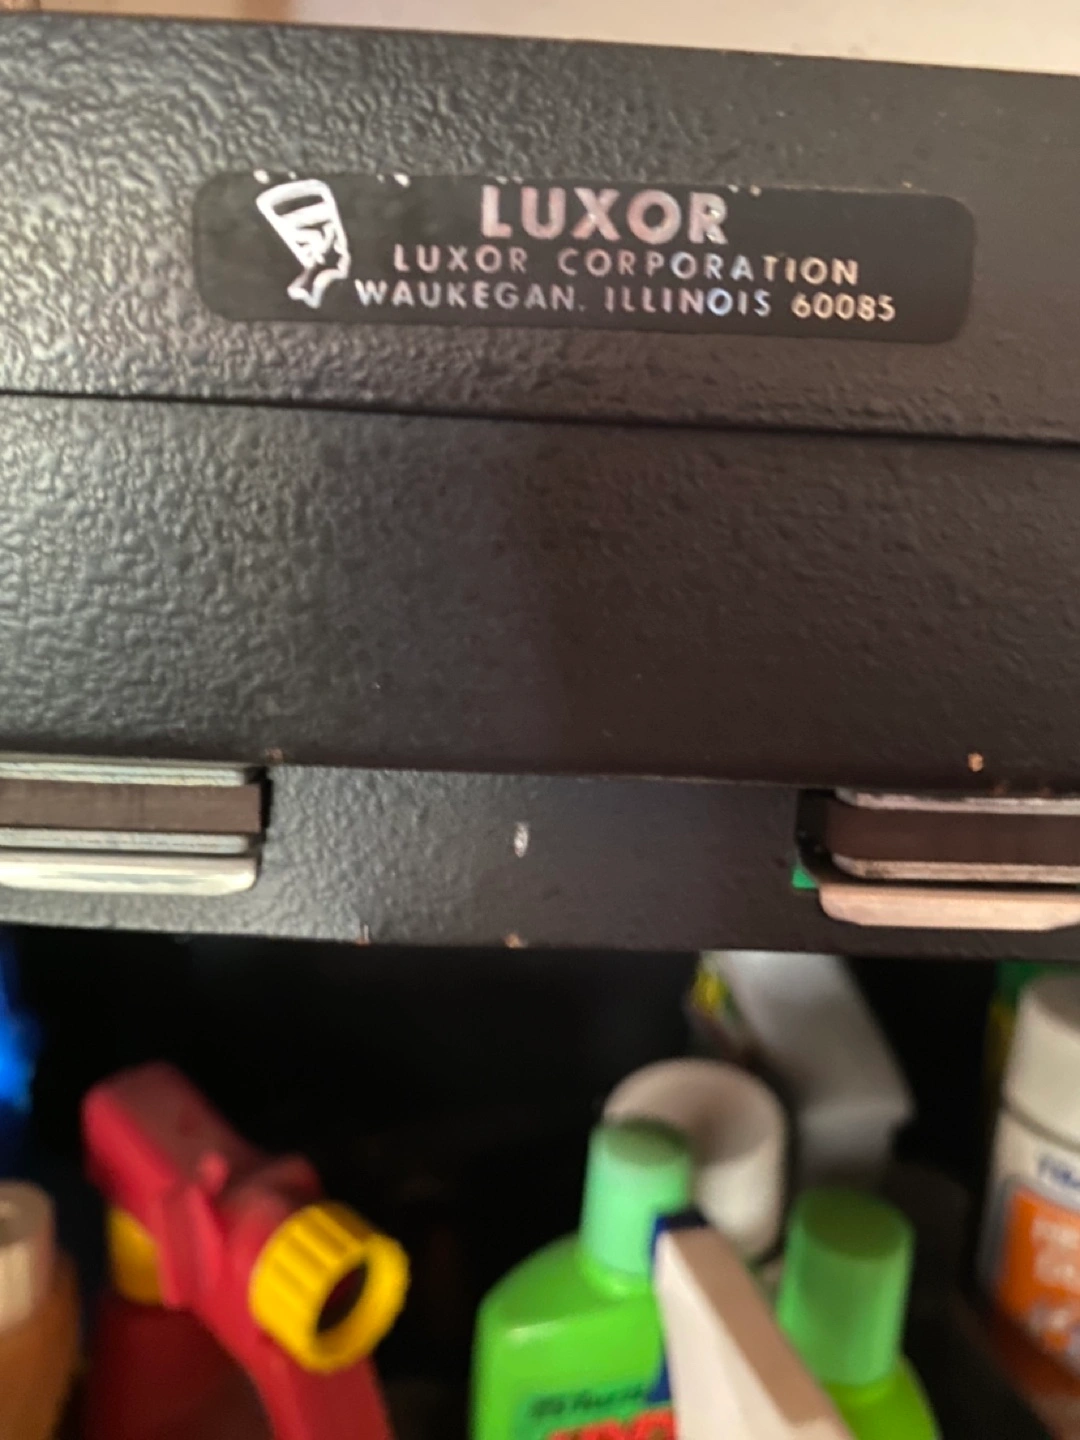 LUXOR
LUXOR CORPORATION
WAUKEGAN. ILLINOIS 60085